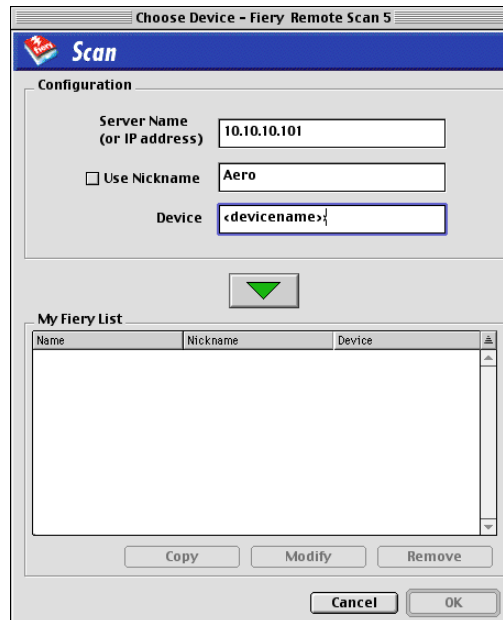 Choose Device - Fiery Remote Scan 5
fiery
Scan
Configuration
Server Name
(or IP address)
10.10.10.101
Use Nickname
Aero
Device
<devicename>;
My Fiery List
Name Nickname Device
Copy Modify Remove
Cancel OK